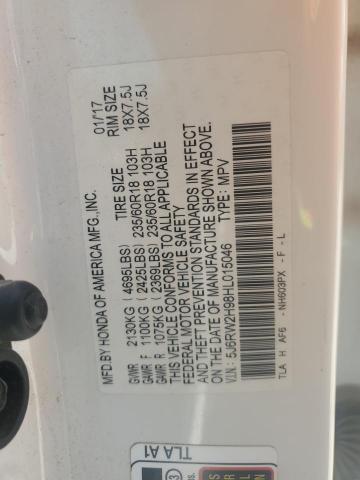 MFD.BY HONDA OF AMERICA MFG.,INC. 01/'17
TIRE SIZE RIM SIZE
GVWR 2130KG ( 4695LBS) 235/60R18 103H 18X7.5J
GAWR F 1100KG ( 2425LBS) 235/60R18 103H 18X7.5J
GAWR R 1075KG ( 2369LBS)
THIS VEHICLE CONFORMS TO ALL APPLICABLE
FEDERAL MOTOR VEHICLE SAFETY
AND THEFT PREVENTION STANDARDS IN EFFECT
ON THE DATE OF MANUFACTURE SHOWN ABOVE.
V.I.N.: 5J6RW2H98HL015046 TYPE: MPV
TLA H AF6 - NH603PX - F - L
TLA A1